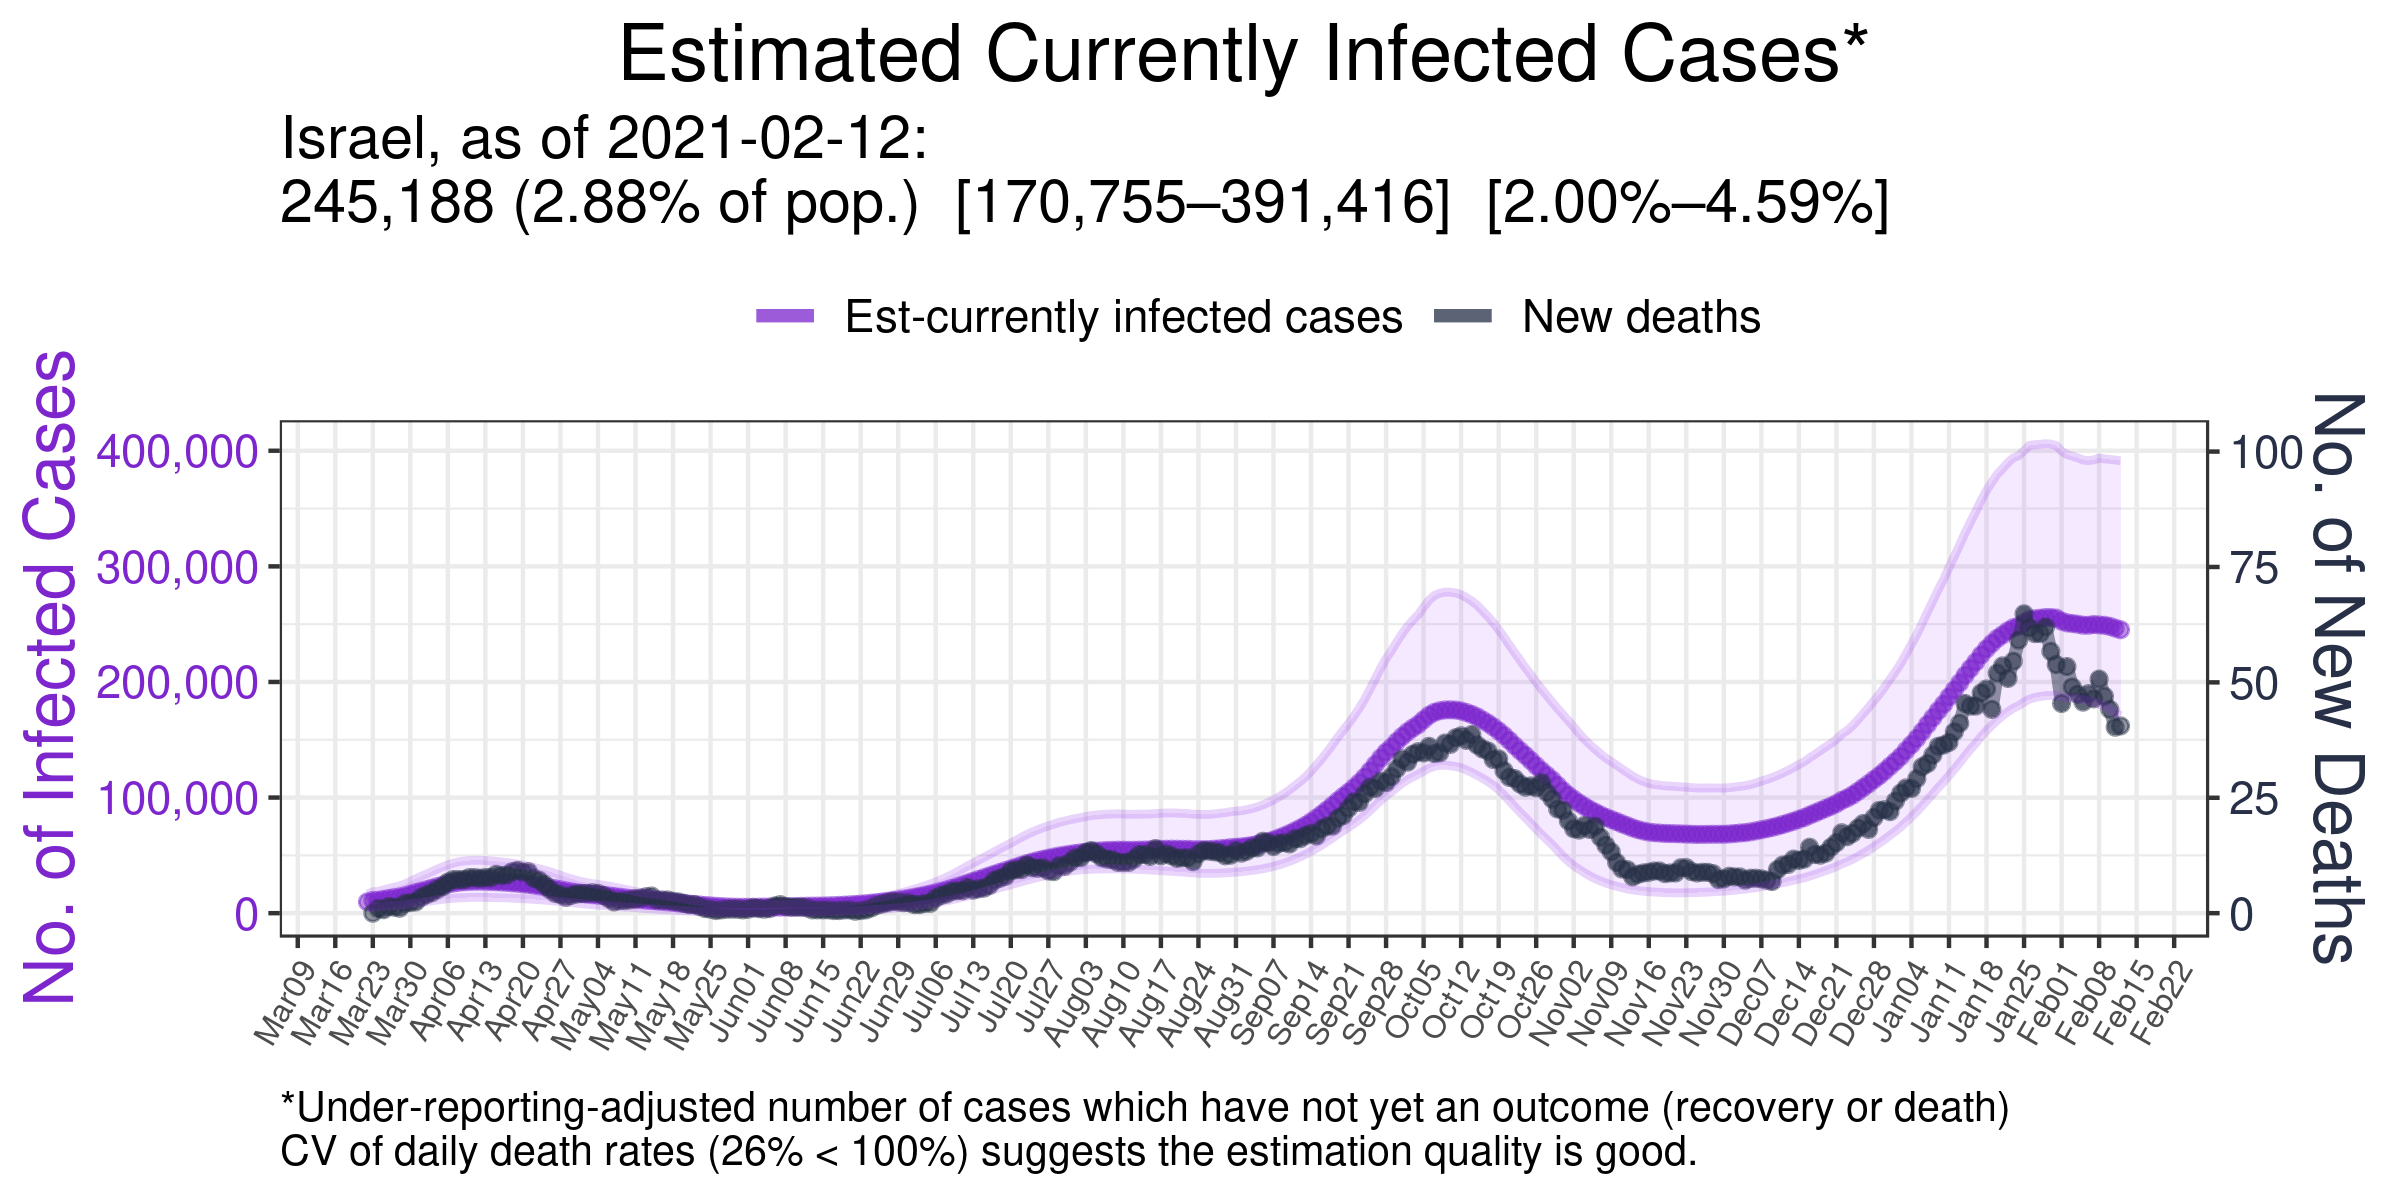 Estimated Currently Infected Cases*
Israel, as of 2021-02-12:
245,188 (2.88% of pop.) [170,755–391,416] [2.00%–4.59%]
Est-currently infected cases New deaths
No. of Infected Cases
400,000
300,000
200,000
100,000
0
100
75
50
25
0
No. of New Deaths
Mar09 Mar16 Mar23 Mar30 Apr06 Apr13 Apr20 Apr27 May04 May11 May18 May25 Jun01 Jun08 Jun15 Jun22 Jun29 Jul06 Jul13 Jul20 Jul27 Aug03 Aug10 Aug17 Aug24 Aug31 Sep07 Sep14 Sep21 Sep28 Oct05 Oct12 Oct19 Oct26 Nov02 Nov09 Nov16 Nov23 Nov30 Dec07 Dec14 Dec21 Dec28 Jan04 Jan11 Jan18 Jan25 Feb01 Feb08 Feb15 Feb22
*Under-reporting-adjusted number of cases which have not yet an outcome (recovery or death)
CV of daily death rates (26% < 100%) suggests the estimation quality is good.